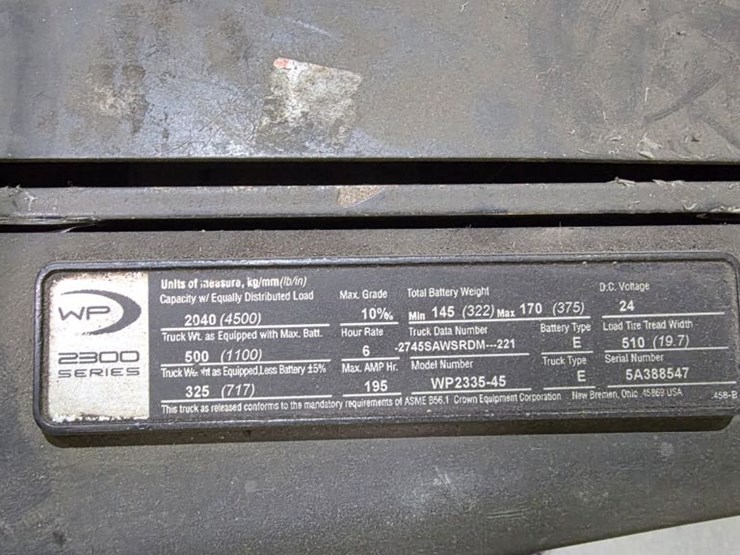 WP
2300
SERIES
Units of measure, kg/mm (lb/in)
Capacity w/ Equally Distributed Load
2040 (4500)
Truck Wt. as Equipped with Max. Batt.
500 (1100)
Truck Weight as Equipped, Less Battery ±5%
325 (717)
Max. Grade
10%
Hour Rate
6
Max. AMP Hr.
195
Total Battery Weight
Min 145 (322) Max 170 (375)
Truck Data Number
-2745SAWSRDM---221
Model Number
WP2335-45
Battery Type
E
Truck Type
E
D.C. Voltage
24
Load Tire Tread Width
510 (19.7)
Serial Number
5A388547
This truck as released conforms to the mandatory requirements of ASME B56.1 Crown Equipment Corporation New Bremen, Ohio 45869 USA